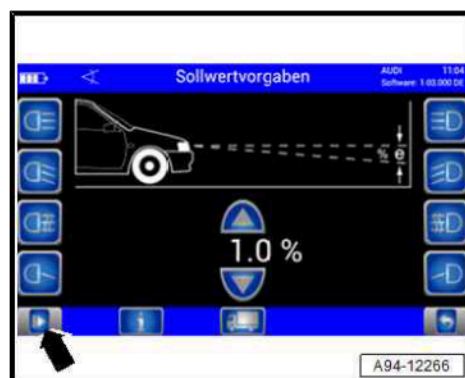 Sollwertvorgaben
AUDI 11:04
Software: 1.03.000 DE
% e
1.0 %
i
A94-12266